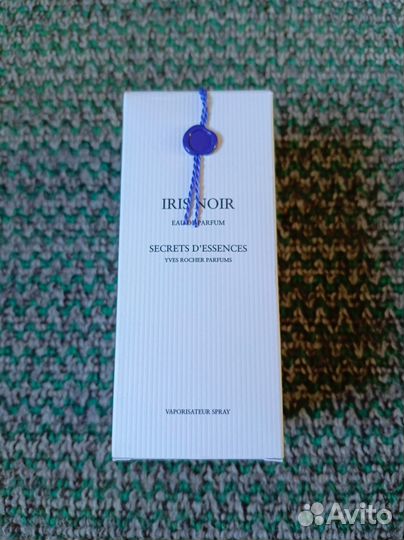 IRIS NOIR
EAU DE PARFUM
SECRETS D'ESSENCES
YVES ROCHER PARFUMS
VAPORISATEUR SPRAY
Avito